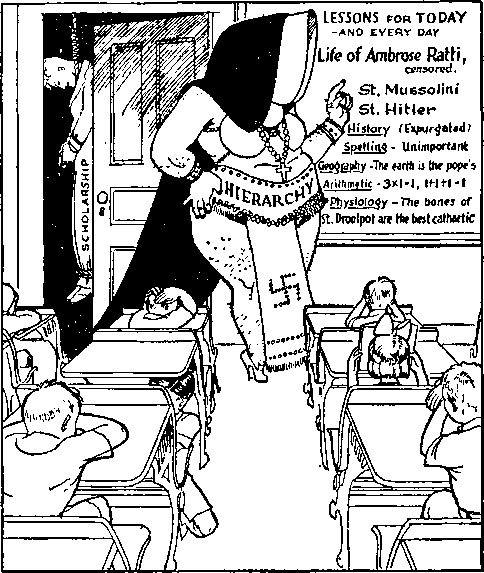 LESSONS FOR TODAY
-AND EVERY DAY
Life of Ambrose Ratti,
censored.
St. Mussolini
St. Hitler
History (Expurgated)
Spelling - Unimportant
Geography - The earth is the pope's
Arithmetic - 3x1=1, 1+1+1=1
Physiology - The bones of
St. Droolpot are the best cathartic
HIERARCHY
SCHOLARSHIP